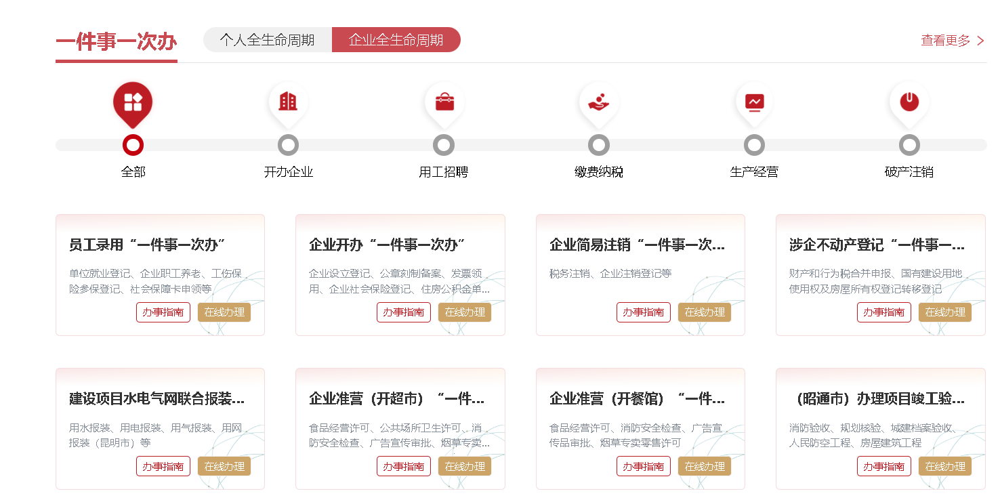 一件事一次办
个人全生命周期
企业全生命周期
查看更多
全部
开办企业
用工招聘
缴费纳税
生产经营
破产注销
员工录用“一件事一次办”
单位就业登记、企业职工养老、工伤保
险参保登记、社会保障卡申领等
办事指南
在线办理
企业开办“一件事一次办”
企业设立登记、公章刻制备案、发票领
用、企业社会保险登记、住房公积金单...
办事指南
在线办理
企业简易注销“一件事一次...
税务注销、企业注销登记等
办事指南
在线办理
涉企不动产登记“一件事一...
财产和行为税合并申报、国有建设用地
使用权及房屋所有权登记转移登记
办事指南
在线办理
建设项目水电气网联合报装...
用水报装、用电报装、用气报装、用网
报装（昆明市）等
办事指南
在线办理
企业准营（开超市）“一件...
食品经营许可、公共场所卫生许可、消
防安全检查、广告宣传审批、烟草专卖...
办事指南
在线办理
企业准营（开餐馆）“一件...
食品经营许可、消防安全检查、广告宣
传品审批、烟草专卖零售许可
办事指南
在线办理
（昭通市）办理项目竣工验...
消防验收、规划核验、城建档案验收、
人民防空工程、房屋建筑工程
办事指南
在线办理